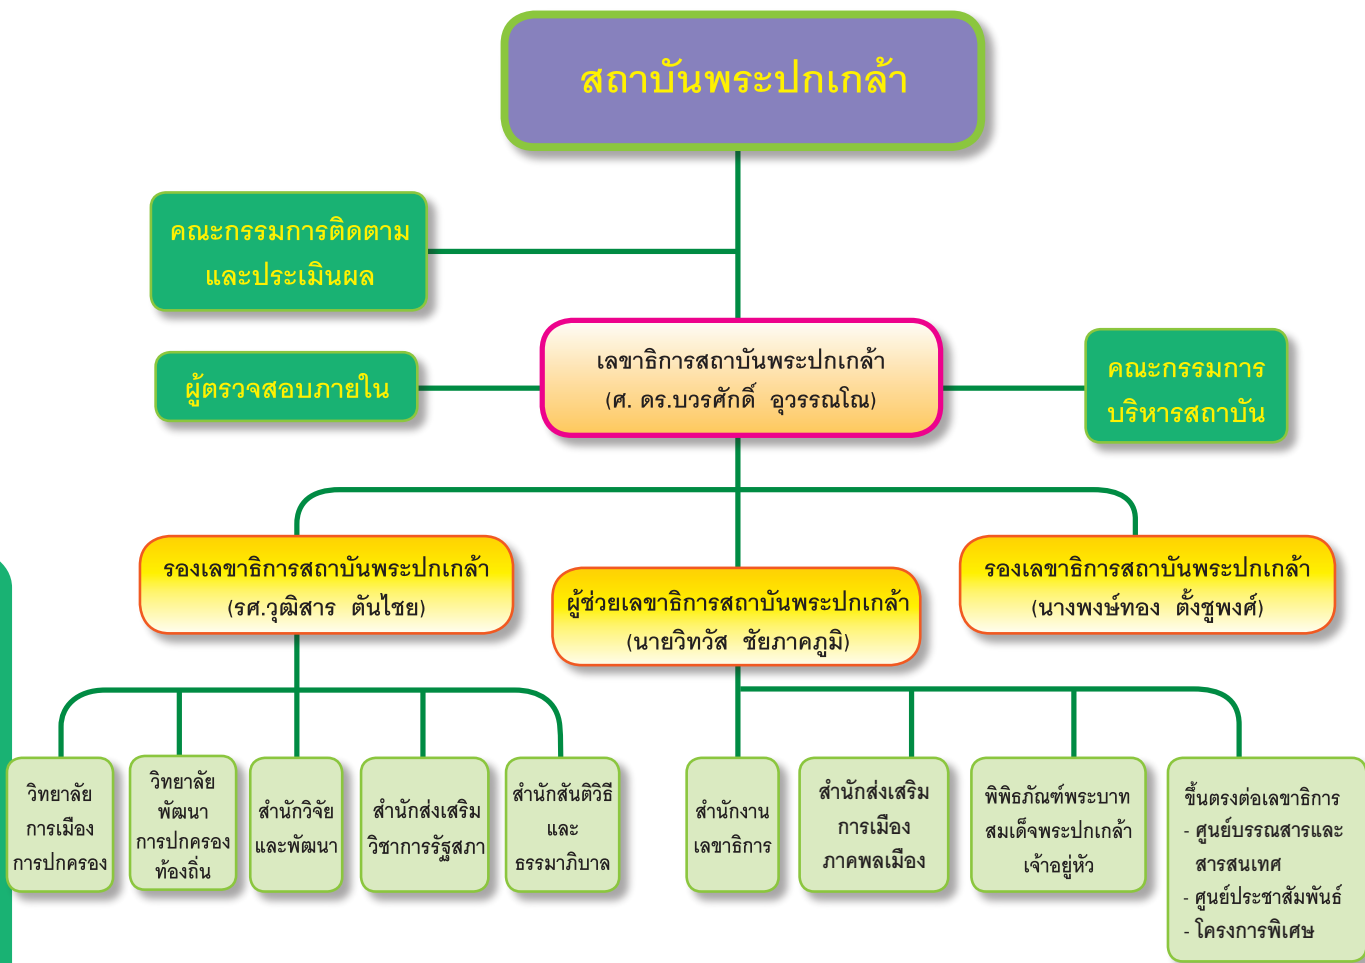 สถาบันพระปกเกล้า
คณะกรรมการติดตาม
และประเมินผล
เลขาธิการสถาบันพระปกเกล้า
(ศ. ดร.บวรศักดิ์ อุวรรณโณ)
ผู้ตรวจสอบภายใน
คณะกรรมการ
บริหารสถาบัน
รองเลขาธิการสถาบันพระปกเกล้า
(รศ.วุฒิสาร ตันไชย)
ผู้ช่วยเลขาธิการสถาบันพระปกเกล้า
(นายวิทวัส ชัยภาคภูมิ)
รองเลขาธิการสถาบันพระปกเกล้า
(นางพงษ์ทอง ตั้งชูพงศ์)
วิทยาลัย
การเมือง
การปกครอง
วิทยาลัย
พัฒนา
การปกครอง
ท้องถิ่น
สำนักวิจัย
และพัฒนา
สำนักส่งเสริม
วิชาการรัฐสภา
สำนักสันติวิธี
และ
ธรรมาภิบาล
สำนักงาน
เลขาธิการ
สำนักส่งเสริม
การเมือง
ภาคพลเมือง
พิพิธภัณฑ์พระบาท
สมเด็จพระปกเกล้า
เจ้าอยู่หัว
ขึ้นตรงต่อเลขาธิการ
- ศูนย์บรรณสารและ
สารสนเทศ
- ศูนย์ประชาสัมพันธ์
- โครงการพิเศษ